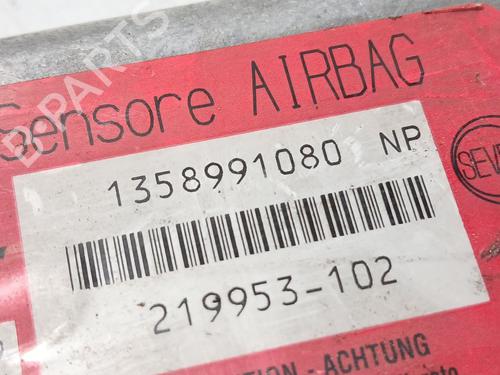 Sensore AIRBAG
1358991080 NP
219953-102
ACHTUNG